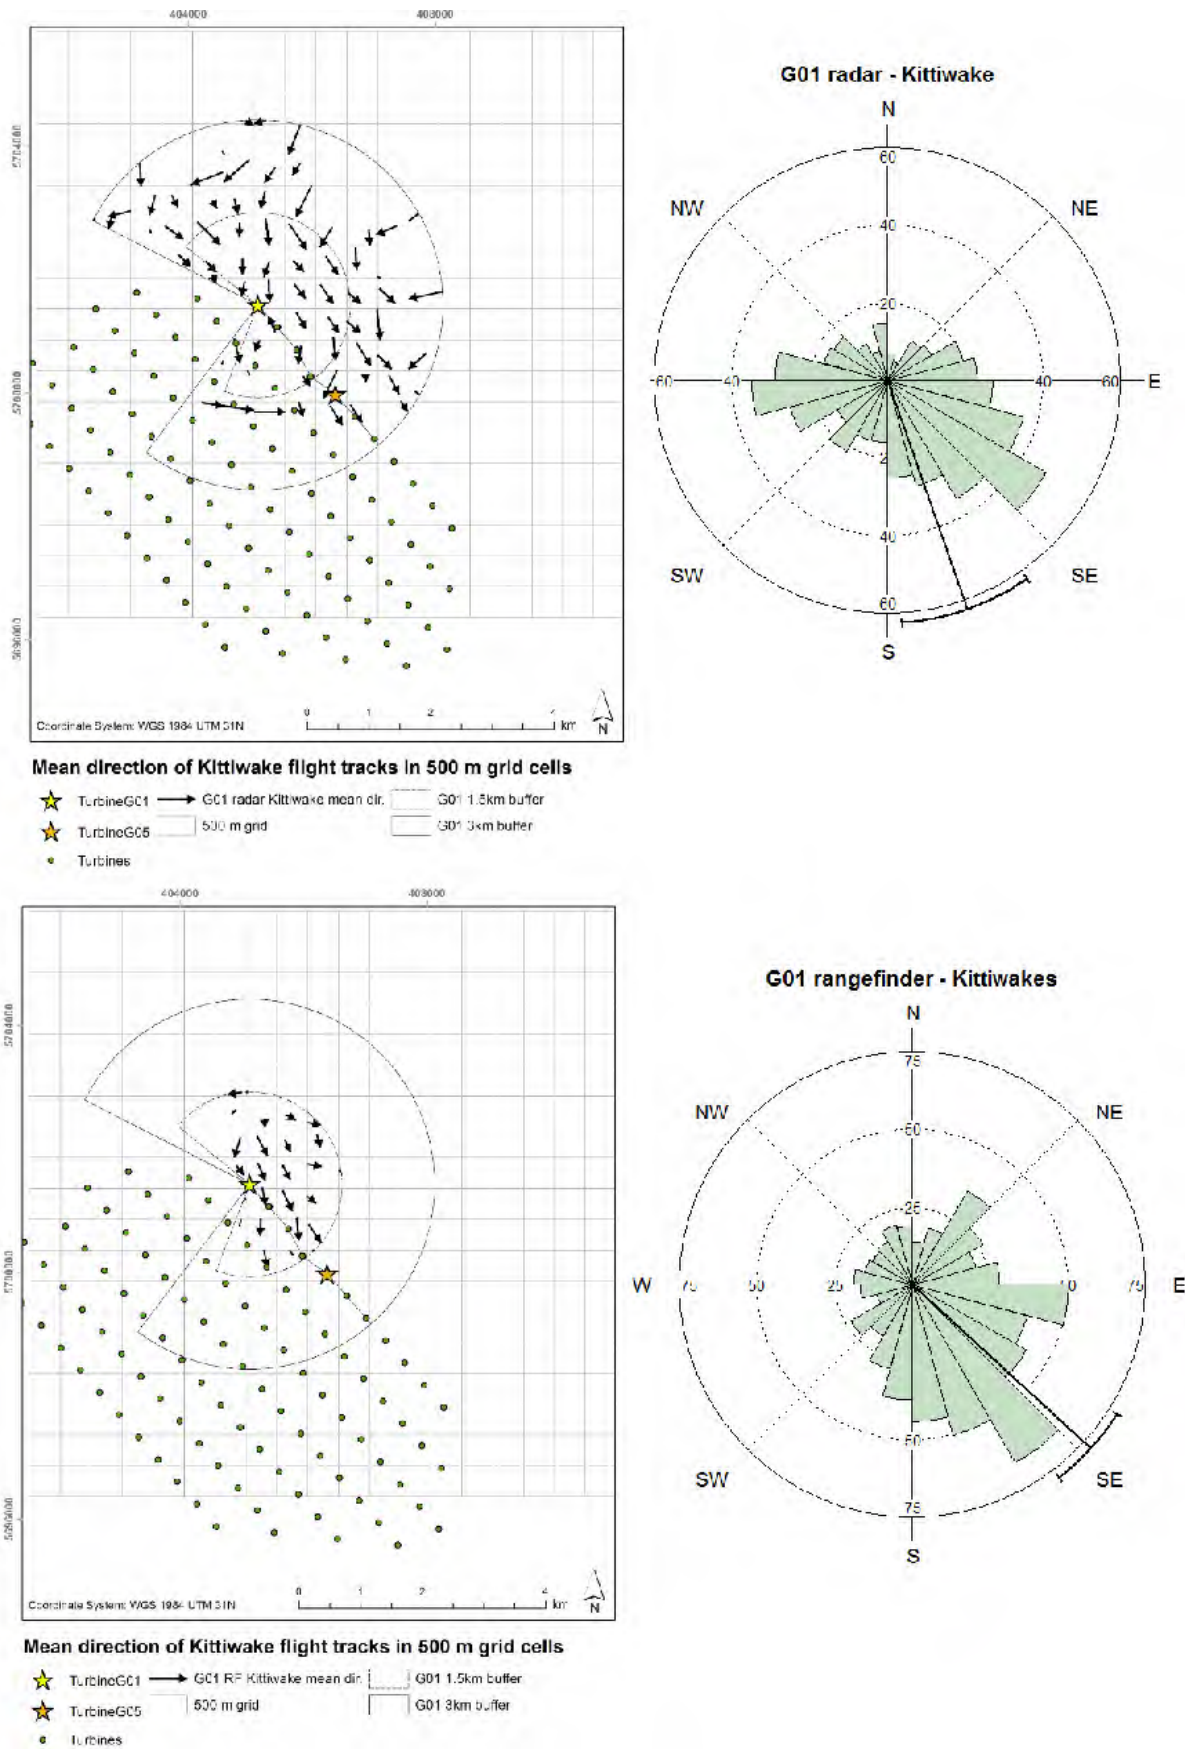 404000 408000
G01 radar - Kittiwake
N
60
NW NE
40
5704000
20
60 40 40 60 E
5700000
40
SW SE
60
S
0 1 2 4 km
Coordinate System: WGS 1984 UTM 31N N
Mean direction of Kittiwake flight tracks in 500 m grid cells
TurbineG01 G01 radar Kittiwake mean dir. G01 1.5km buffer
TurbineG05 500 m grid G01 3km buffer
Turbines
404000 408000
G01 rangefinder - Kittiwakes
N
75
5704000
NW NE
50
25
W 75 50 25 75 E
50
SW SE
75
S
0 1 2 4 km
Coordinate System: WGS 1984 UTM 31N N
Mean direction of Kittiwake flight tracks in 500 m grid cells
TurbineG01 G01 RF Kittiwake mean dir. G01 1.5km buffer
TurbineG05 500 m grid G01 3km buffer
Turbines